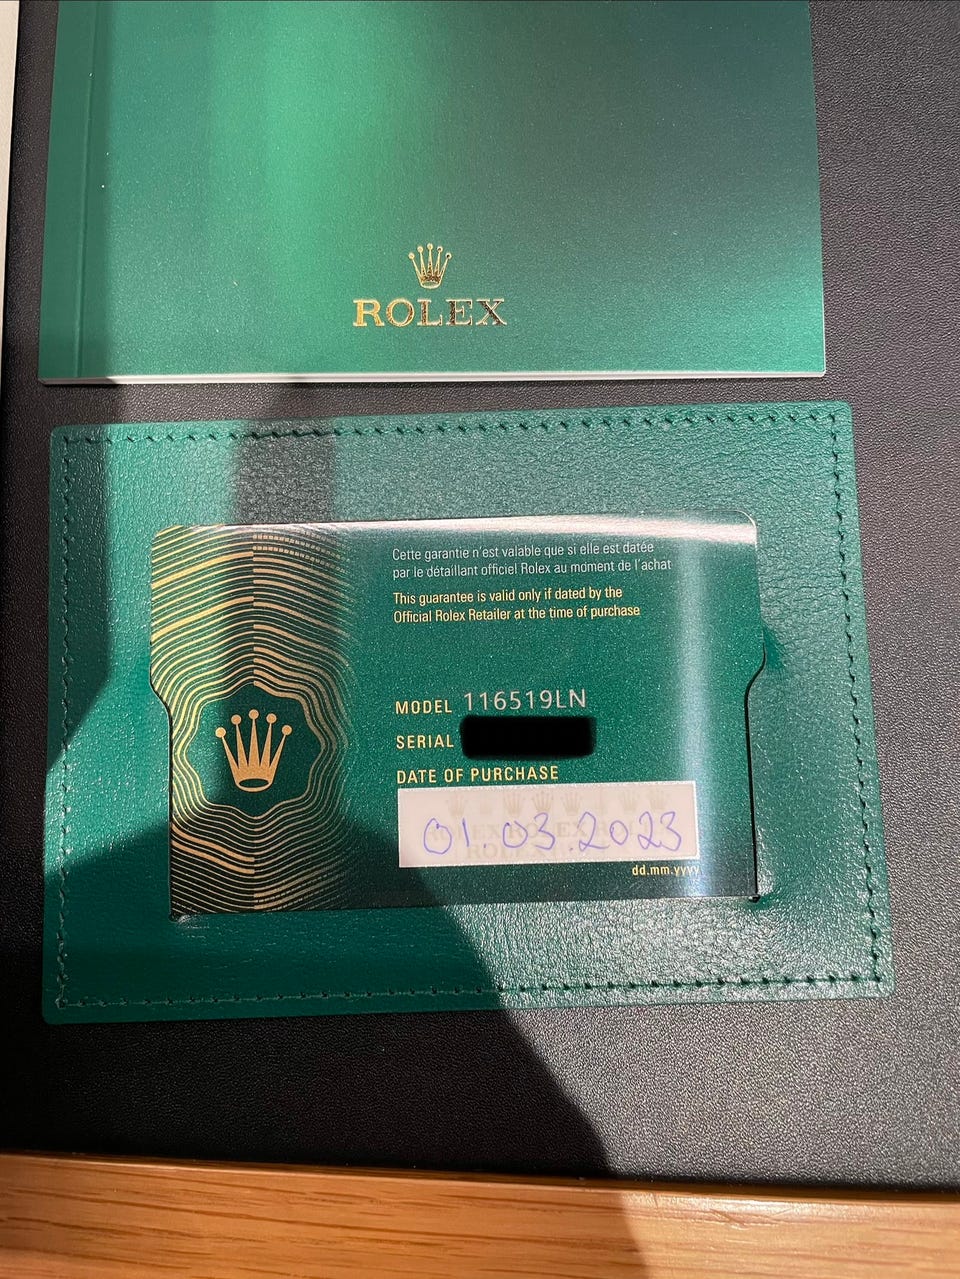 ROLEX
Cette garantie n'est valable que si elle est datée
par le détaillant officiel Rolex au moment de l'achat
This guarantee is valid only if dated by the
Official Rolex Retailer at the time of purchase
MODEL 116519LN
SERIAL
DATE OF PURCHASE
01.03.2023
dd.mm.yyyy